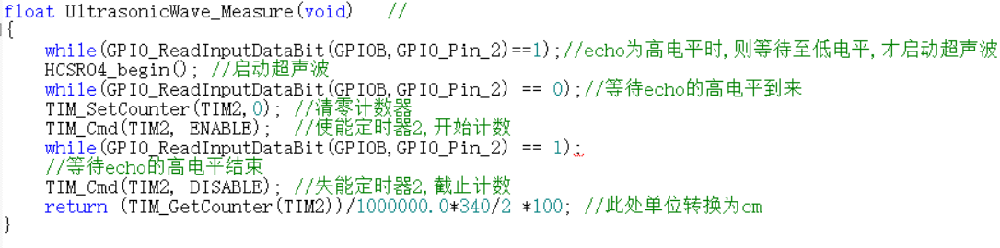 float UltrasonicWave_Measure(void)   //
{
    while(GPIO_ReadInputDataBit(GPIOB,GPIO_Pin_2)==1);//echo为高电平时,则等待至低电平,才启动超声波
    HCSR04_begin(); //启动超声波
    while(GPIO_ReadInputDataBit(GPIOB,GPIO_Pin_2) == 0);//等待echo的高电平到来
    TIM_SetCounter(TIM2,0); //清零计数器
    TIM_Cmd(TIM2, ENABLE);  //使能定时器2,开始计数
    while(GPIO_ReadInputDataBit(GPIOB,GPIO_Pin_2) == 1);
    //等待echo的高电平结束
    TIM_Cmd(TIM2, DISABLE); //失能定时器2,截止计数
    return (TIM_GetCounter(TIM2))/1000000.0*340/2 *100; //此处单位转换为cm
}